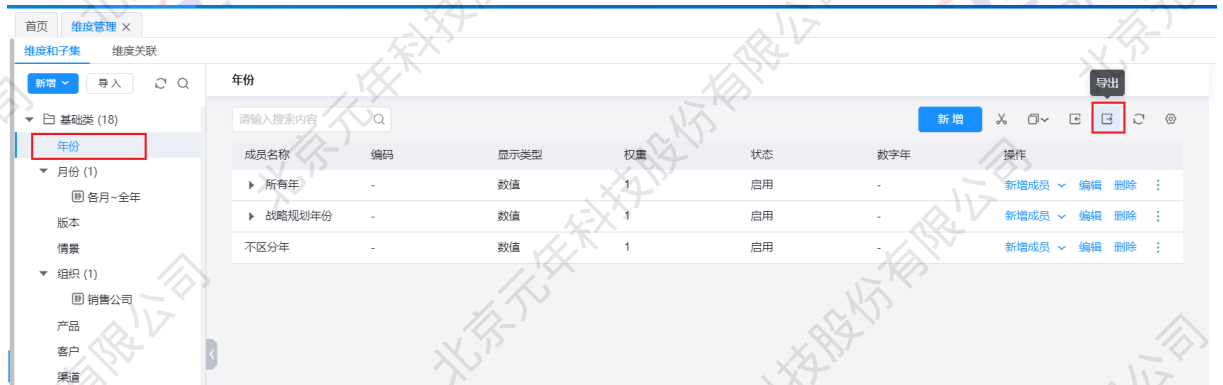 首页 维度管理 ×
维度和子集 维度关联
新增 导入 年份
导出
基础类 (18) 请输入搜索内容 新增
年份 成员名称 编码 显示类型 权重 状态 数字年 操作
月份 (1) 所有年 - 数值 1 启用 - 新增成员 编辑 删除
静 各月~全年
版本 战略规划年份 - 数值 1 启用 - 新增成员 编辑 删除
情景 不区分年 - 数值 1 启用 - 新增成员 编辑 删除
组织 (1)
静 销售公司
产品
客户
渠道
北京元年科技股份有限公司